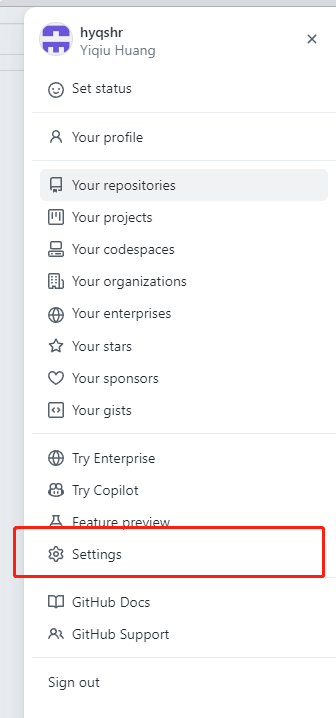 hyqshr
Yiqiu Huang
Set status
Your profile
Your repositories
Your projects
Your codespaces
Your organizations
Your enterprises
Your stars
Your sponsors
Your gists
Try Enterprise
Try Copilot
Feature preview
Settings
GitHub Docs
GitHub Support
Sign out